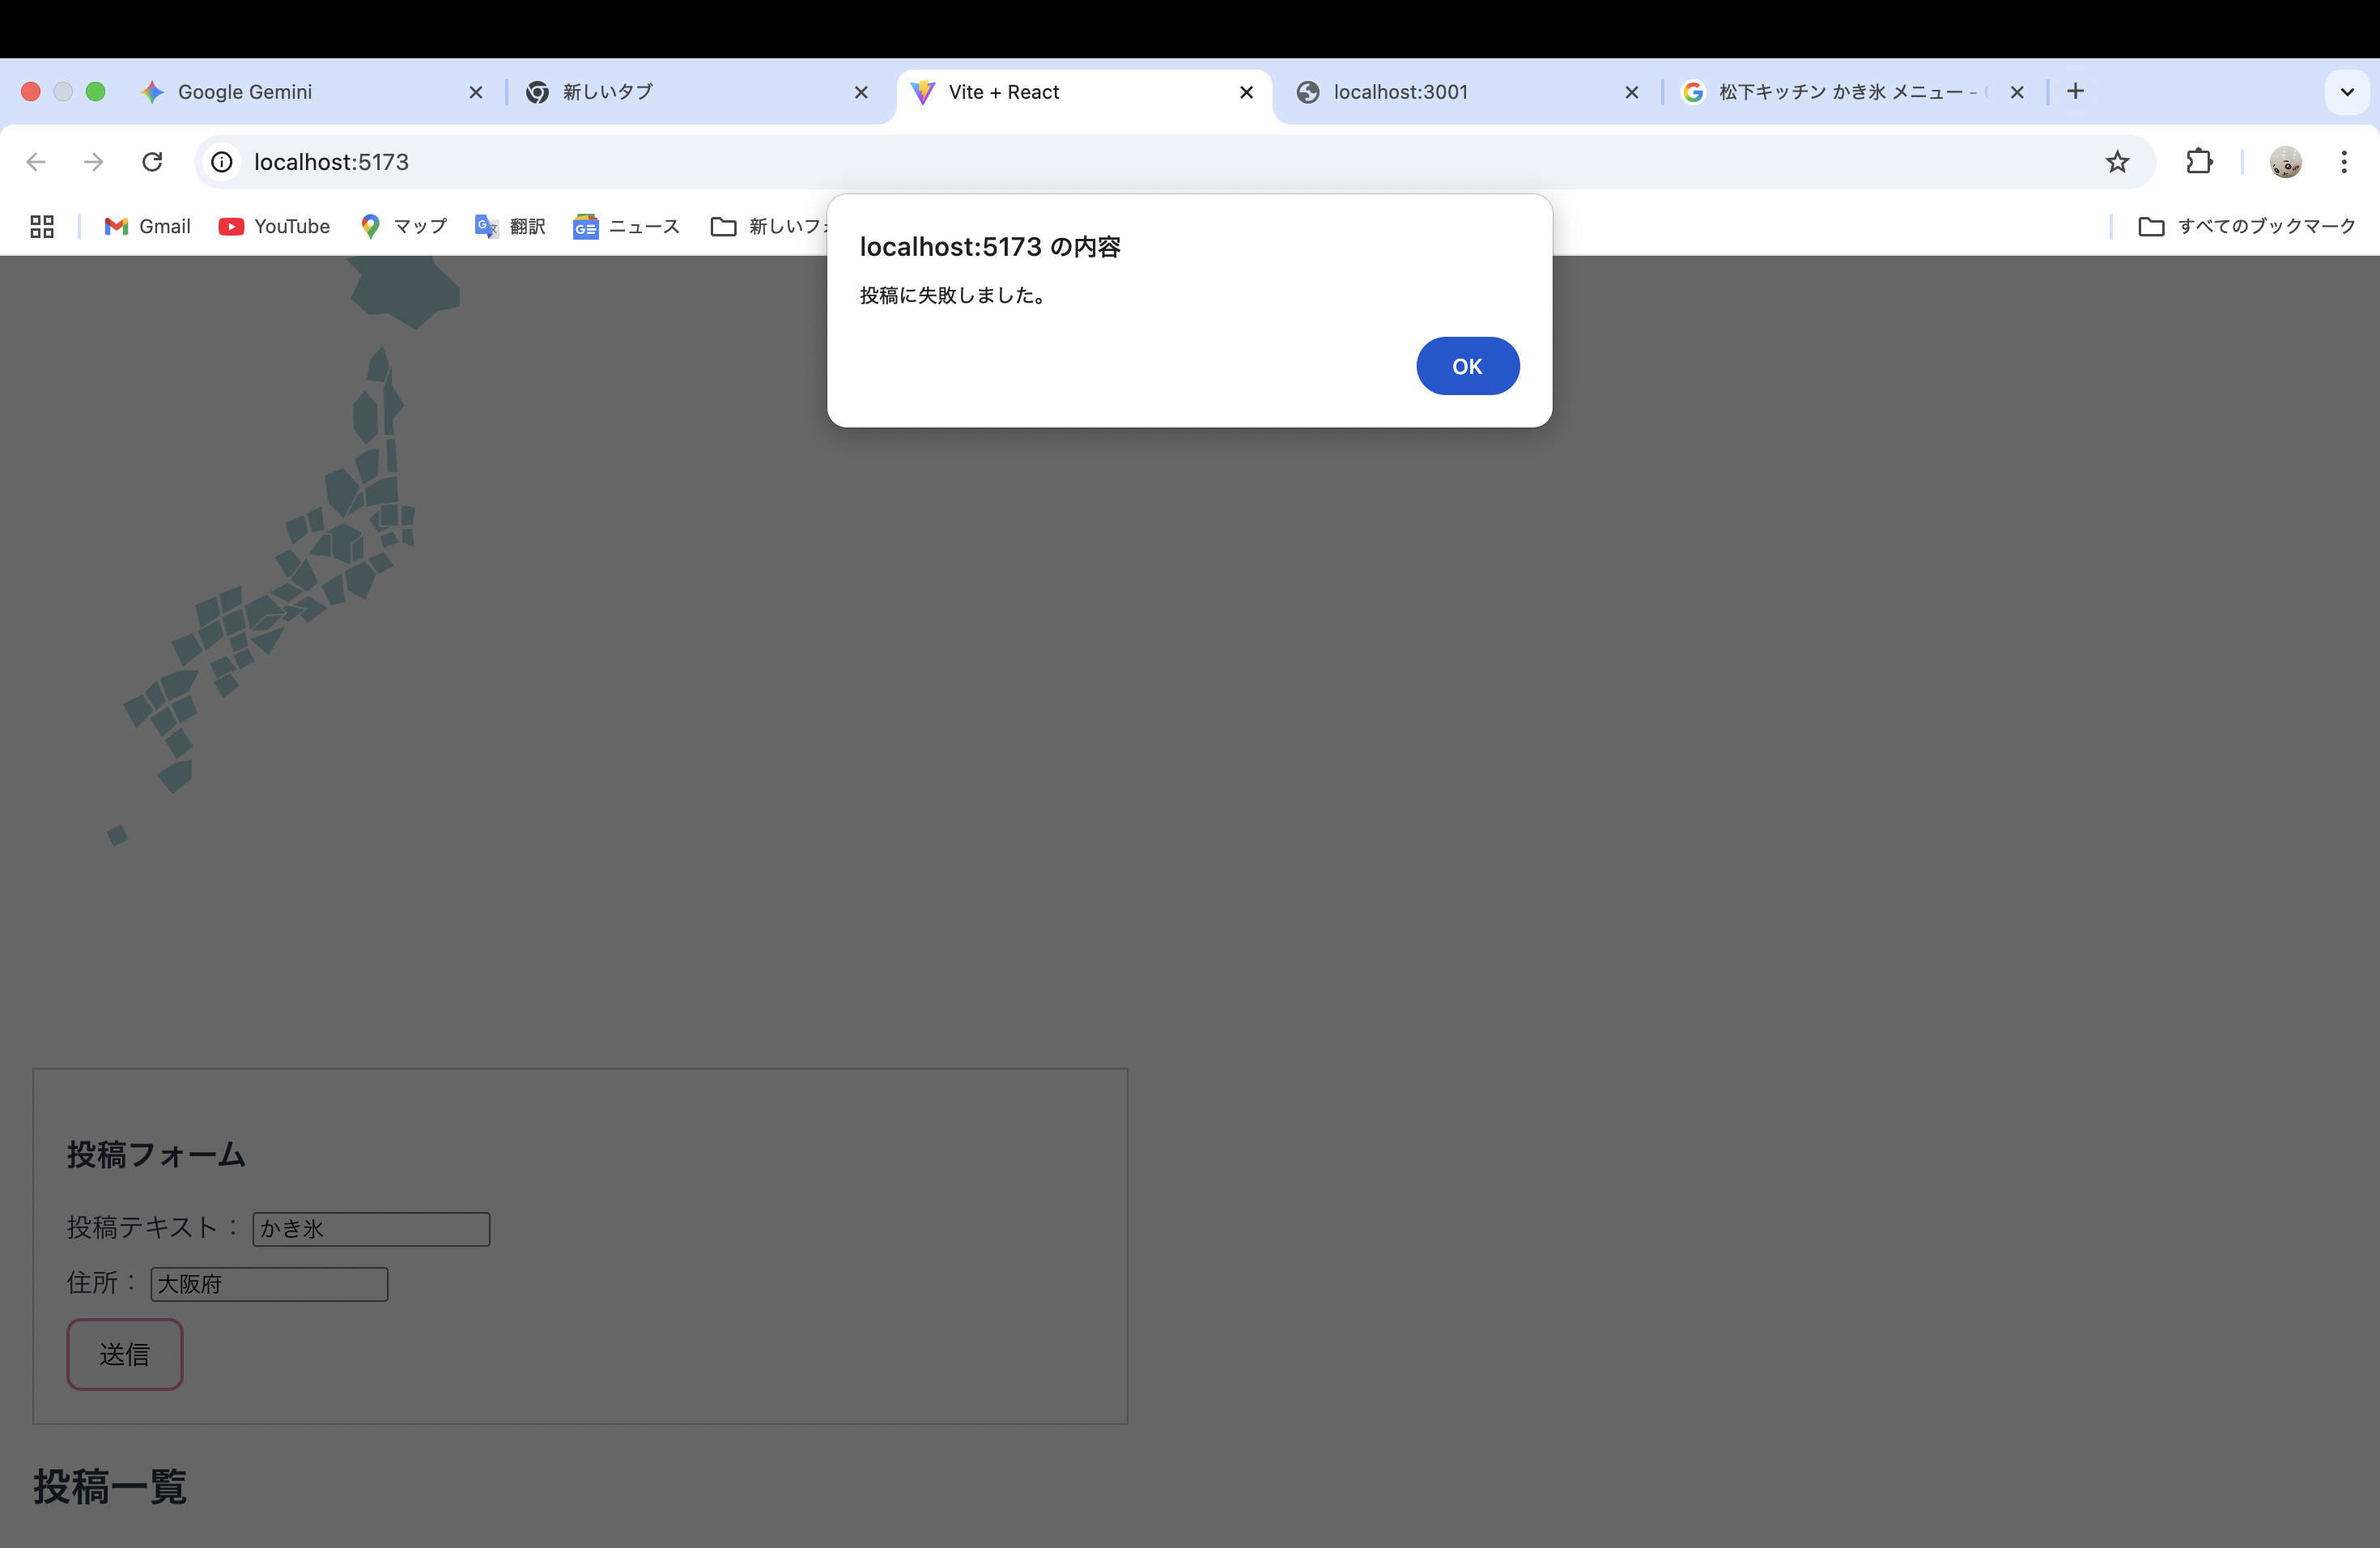 Google Gemini
新しいタブ
Vite + React
localhost:3001
松下キッチン かき氷 メニュー - 
localhost:5173
Gmail
YouTube
マップ
翻訳
ニュース
新しいフォ
すべてのブックマーク
localhost:5173 の内容
投稿に失敗しました。
OK
投稿フォーム
投稿テキスト：
かき氷
住所：
大阪府
送信
投稿一覧